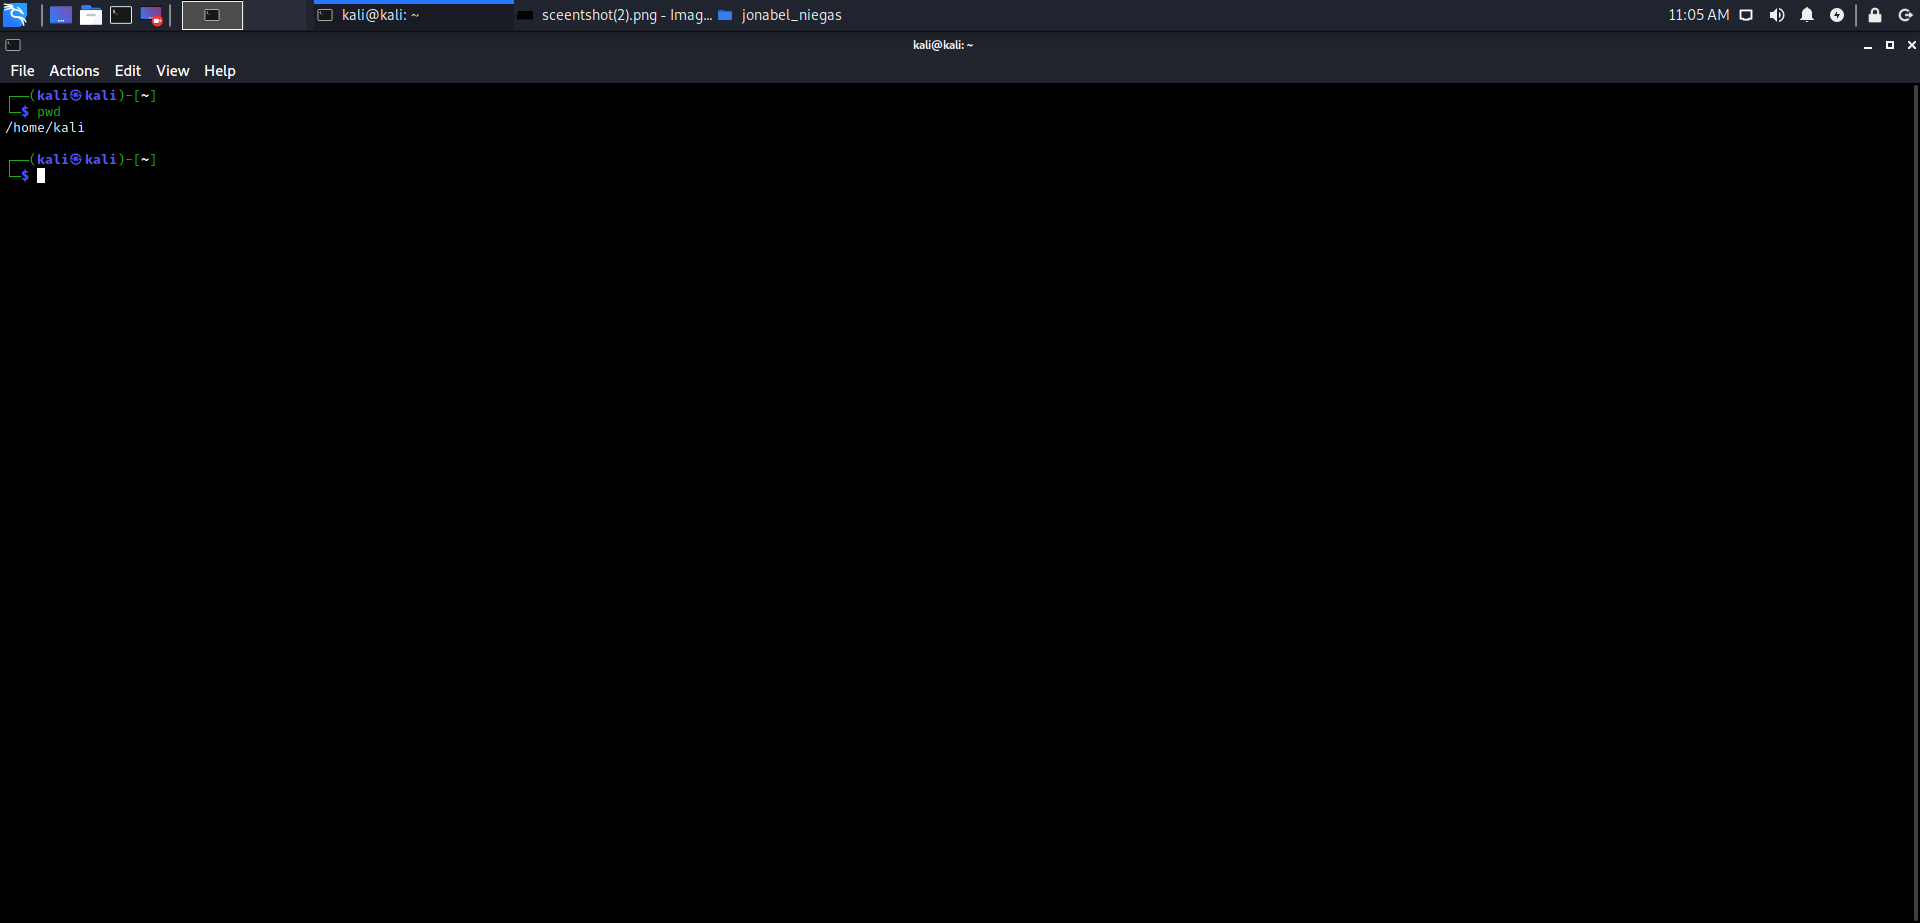 kali@kali: ~ sceentshot(2).png - Imag... jonabel_niegas 11:05 AM
kali@kali: ~
File Actions Edit View Help
┌──(kali㉿kali)-[~]
└─$ pwd
/home/kali
┌──(kali㉿kali)-[~]
└─$